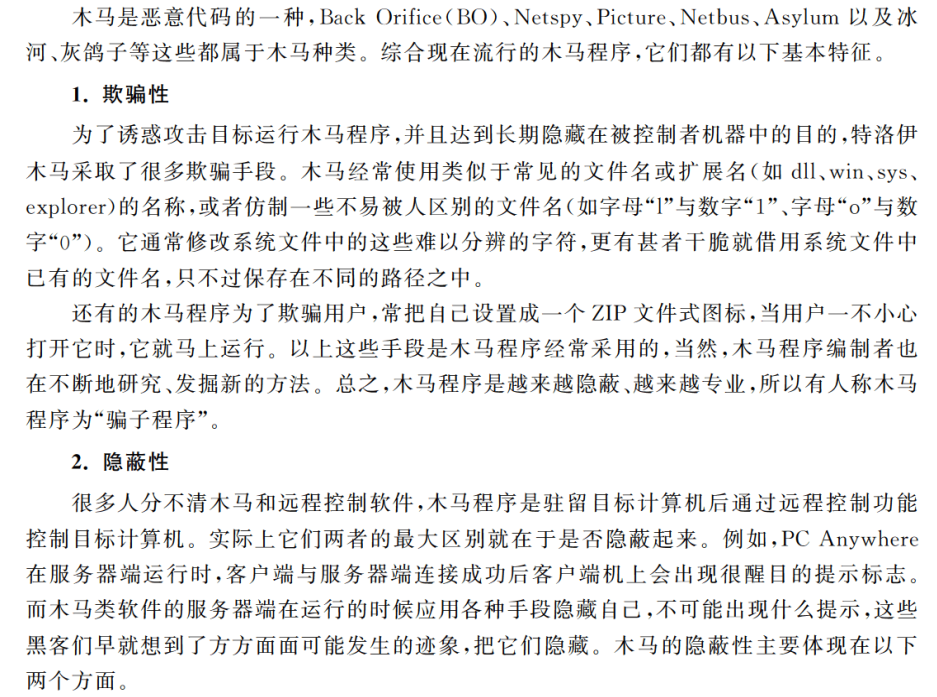 木马是恶意代码的一种,Back Orifice(BO)、Netspy、Picture、Netbus、Asylum 以及冰
河、灰鸽子等这些都属于木马种类。综合现在流行的木马程序,它们都有以下基本特征。
1. 欺骗性
为了诱惑攻击目标运行木马程序,并且达到长期隐藏在被控制者机器中的目的,特洛伊
木马采取了很多欺骗手段。木马经常使用类似于常见的文件名或扩展名(如 dll、win、sys、
explorer)的名称,或者仿制一些不易被人区别的文件名(如字母“l”与数字“1”、字母“o”与数
字“0”)。它通常修改系统文件中的这些难以分辨的字符,更有甚者干脆就借用系统文件中
已有的文件名,只不过保存在不同的路径之中。
还有的木马程序为了欺骗用户,常把自己设置成一个 ZIP 文件式图标,当用户一不小心
打开它时,它就马上运行。以上这些手段是木马程序经常采用的,当然,木马程序编制者也
在不断地研究、发掘新的方法。总之,木马程序是越来越隐蔽、越来越专业,所以有人称木马
程序为“骗子程序”。
2. 隐蔽性
很多人分不清木马和远程控制软件,木马程序是驻留目标计算机后通过远程控制功能
控制目标计算机。实际上它们两者的最大区别就在于是否隐蔽起来。例如,PC Anywhere
在服务器端运行时,客户端与服务器端连接成功后客户端机上会出现很醒目的提示标志。
而木马类软件的服务器端在运行的时候应用各种手段隐藏自己,不可能出现什么提示,这些
黑客们早就想到了方方面面可能发生的迹象,把它们隐藏。木马的隐蔽性主要体现在以下
两个方面。